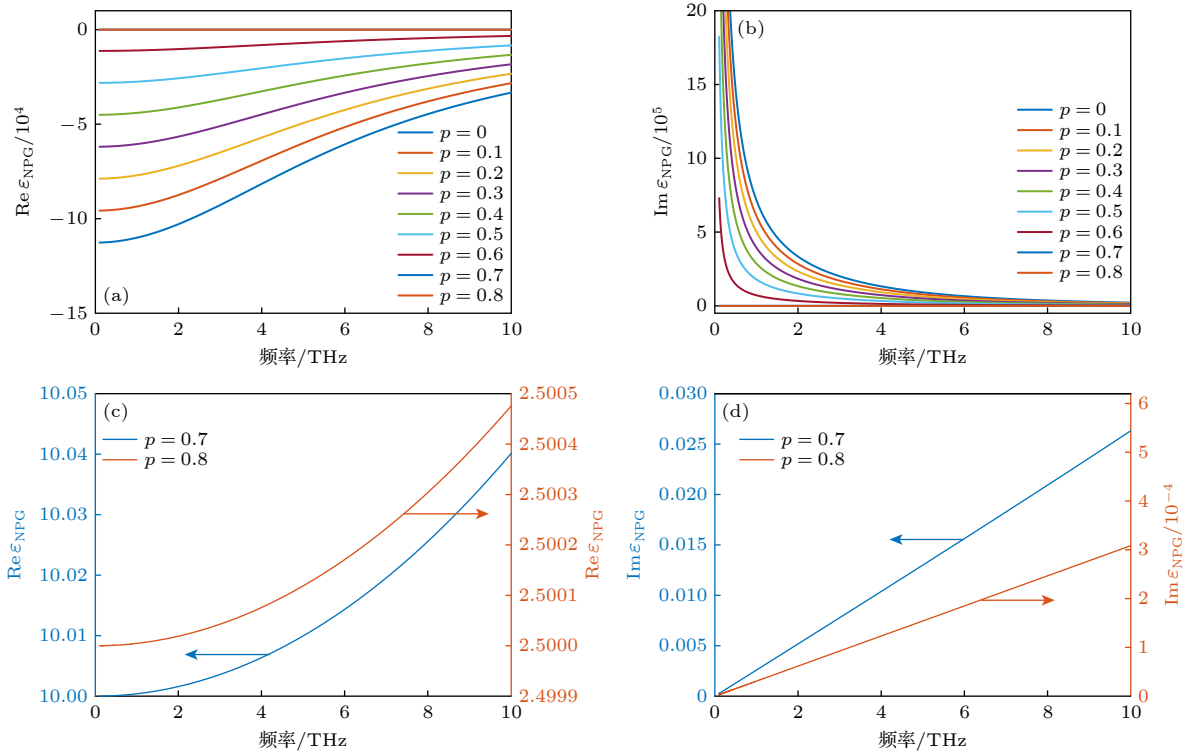 0
−5
−10
−15
Re ε_NPG/10⁴
p = 0
p = 0.1
p = 0.2
p = 0.3
p = 0.4
p = 0.5
p = 0.6
p = 0.7
p = 0.8
(a)
0 2 4 6 8 10
频率/THz
20
15
10
5
0
Im ε_NPG/10⁵
(b)
p = 0
p = 0.1
p = 0.2
p = 0.3
p = 0.4
p = 0.5
p = 0.6
p = 0.7
p = 0.8
0 2 4 6 8 10
频率/THz
10.05
10.04
10.03
10.02
10.01
10.00
Re ε_NPG
(c)
p = 0.7
p = 0.8
2.5005
2.5004
2.5003
2.5002
2.5001
2.5000
2.4999
Re ε_NPG
0 2 4 6 8 10
频率/THz
0.030
0.025
0.020
0.015
0.010
0.005
0
Im ε_NPG
(d)
p = 0.7
p = 0.8
6
5
4
3
2
1
0
Im ε_NPG/10⁻⁴
0 2 4 6 8 10
频率/THz